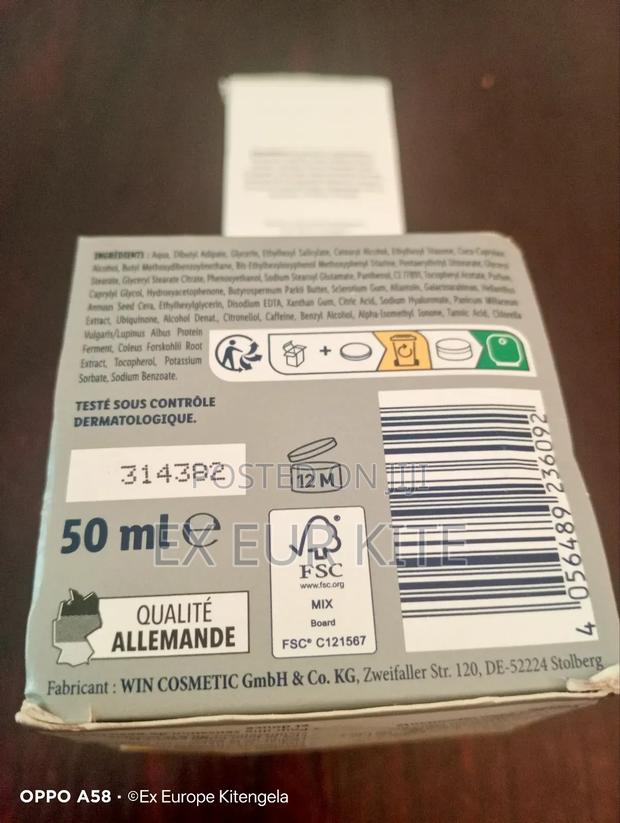 INGRÉDIENTS : Aqua, Dibutyl Adipate, Glycerin, Ethylhexyl Salicylate, Cetearyl Alcohol, Ethylhexyl Triazone, Coco-Caprylate,
Alcohol, Butyl Methoxydibenzoylmethane, Bis-Ethylhexyloxyphenol Methoxyphenyl Triazine, Pentaerythrityl Distearate, Glyceryl
Stearate, Glyceryl Stearate Citrate, Phenoxyethanol, Sodium Stearoyl Glutamate, Panthenol, CI 77891, Tocopheryl Acetate, Parfum,
Caprylyl Glycol, Hydroxyacetophenone, Butyrospermum Parkii Butter, Sclerotium Gum, Allantoin, Galactoarabinan, Helianthus
Annuus Seed Cera, Ethylhexylglycerin, Disodium EDTA, Xanthan Gum, Citric Acid, Sodium Hyaluronate, Panicum Miliaceum
Extract, Ubiquinone, Alcohol Denat., Citronellol, Caffeine, Benzyl Alcohol, Alpha-Isomethyl Ionone, Tannic Acid, Chlorella
Vulgaris/Lupinus Albus Protein
Ferment, Coleus Forskohlii Root
Extract, Tocopherol, Potassium
Sorbate, Sodium Benzoate.
+
TESTÉ SOUS CONTRÔLE
DERMATOLOGIQUE.
314382
12 M
POSTED ON JIJI
50 ml e
EX EUR KITE
FSC
www.fsc.org
MIX
Board
FSC® C121567
QUALITÉ
ALLEMANDE
4 056489 236092
Fabricant : WIN COSMETIC GmbH & Co. KG, Zweifaller Str. 120, DE-52224 Stolberg
OPPO A58 · ©Ex Europe Kitengela